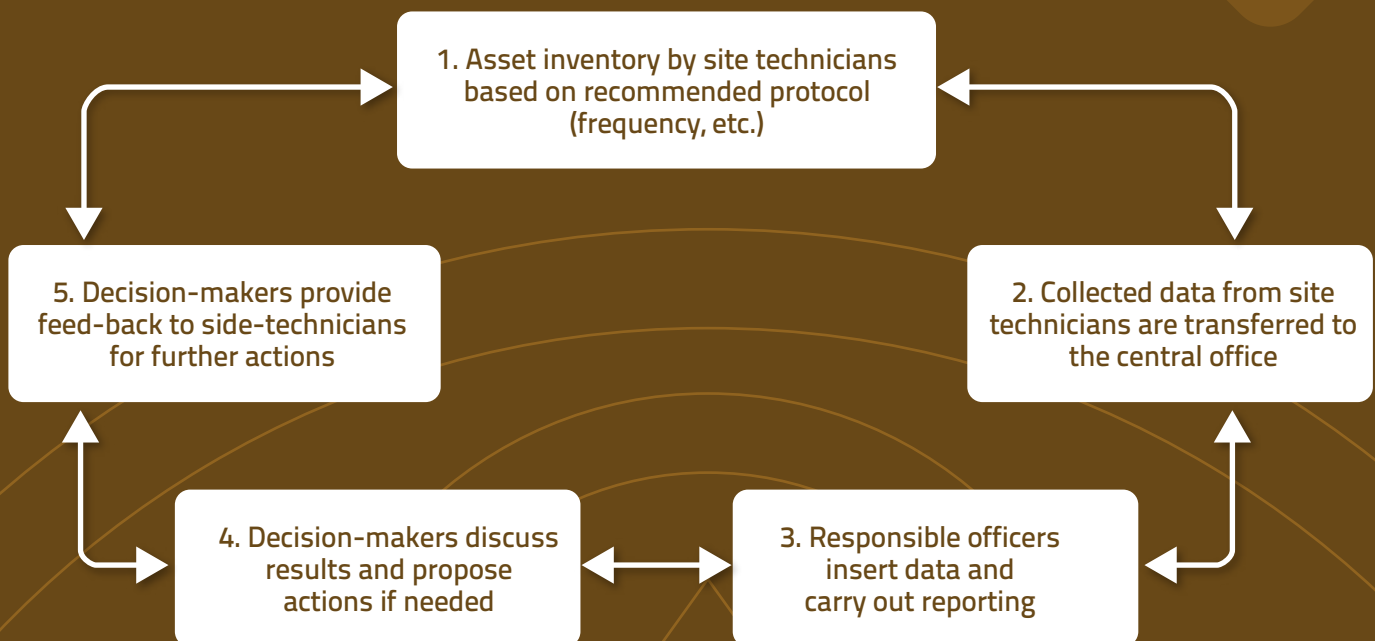 1. Asset inventory by site technicians
based on recommended protocol
(frequency, etc.)
2. Collected data from site
technicians are transferred to
the central office
3. Responsible officers
insert data and
carry out reporting
4. Decision-makers discuss
results and propose
actions if needed
5. Decision-makers provide
feed-back to side-technicians
for further actions